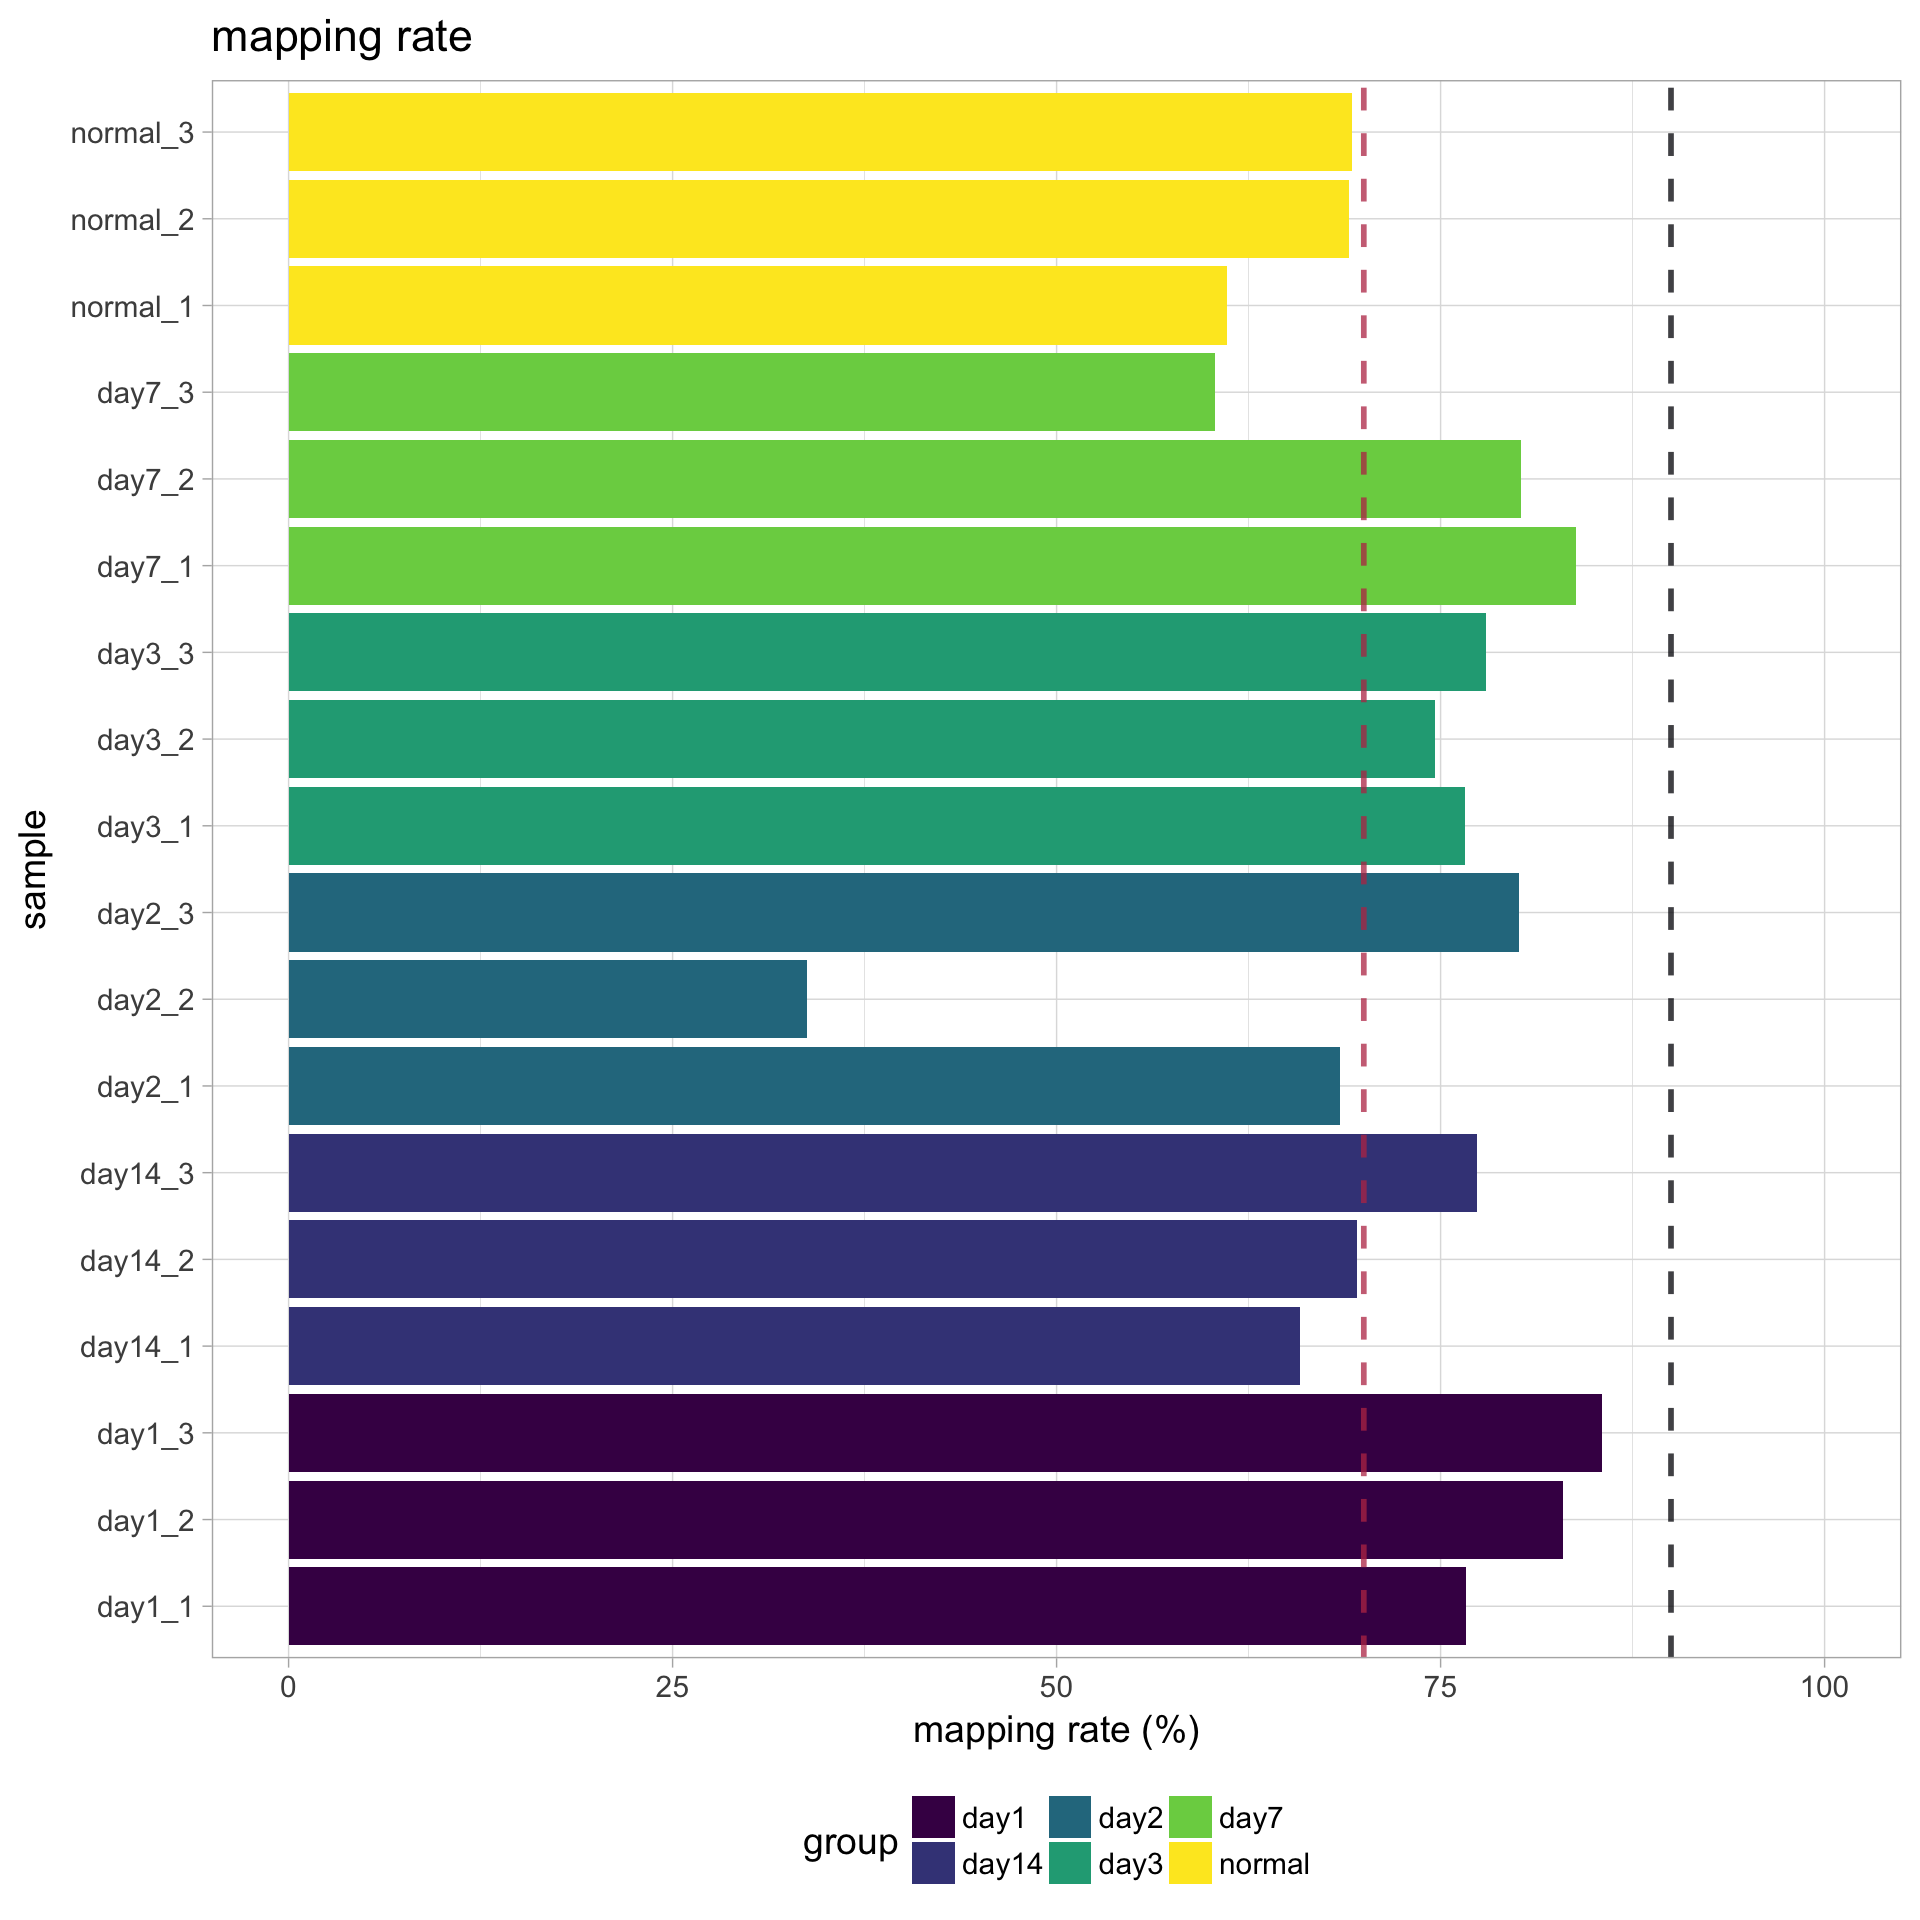 mapping rate
normal_3
normal_2
normal_1
day7_3
day7_2
day7_1
day3_3
day3_2
day3_1
day2_3
day2_2
day2_1
day14_3
day14_2
day14_1
day1_3
day1_2
day1_1
sample
0 25 50 75 100
mapping rate (%)
group
day1 day2 day7
day14 day3 normal